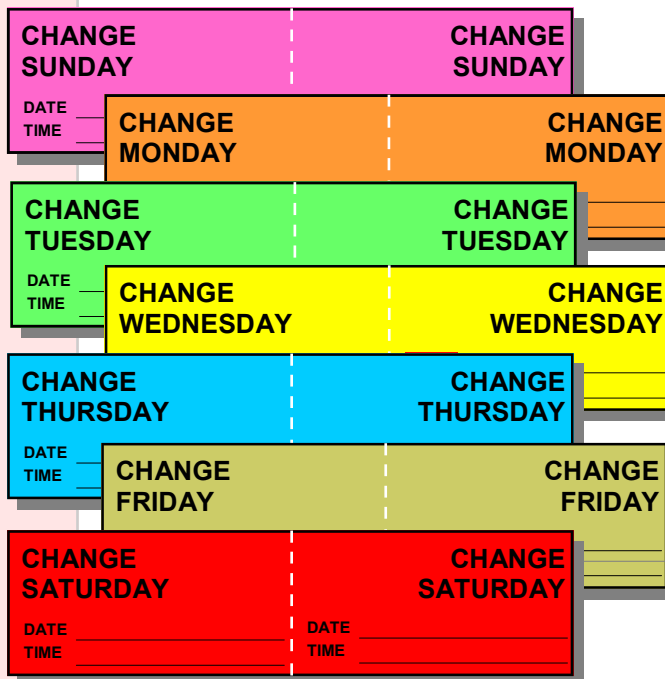 CHANGE CHANGE
SUNDAY SUNDAY
DATE
TIME
CHANGE CHANGE
MONDAY MONDAY
CHANGE CHANGE
TUESDAY TUESDAY
DATE
TIME
CHANGE CHANGE
WEDNESDAY WEDNESDAY
CHANGE CHANGE
THURSDAY THURSDAY
DATE
TIME
CHANGE CHANGE
FRIDAY FRIDAY
CHANGE CHANGE
SATURDAY SATURDAY
DATE DATE
TIME TIME